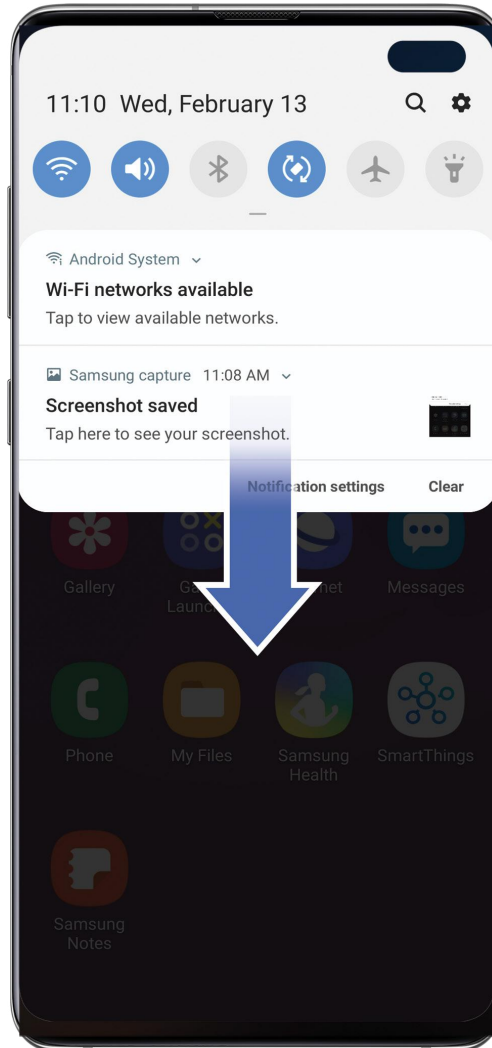 11:10 Wed, February 13
Android System
Wi-Fi networks available
Tap to view available networks.
Samsung capture 11:08 AM
Screenshot saved
Tap here to see your screenshot.
Notification settings Clear
Gallery
Messages
Phone
My Files
Samsung
Health
SmartThings
Samsung
Notes